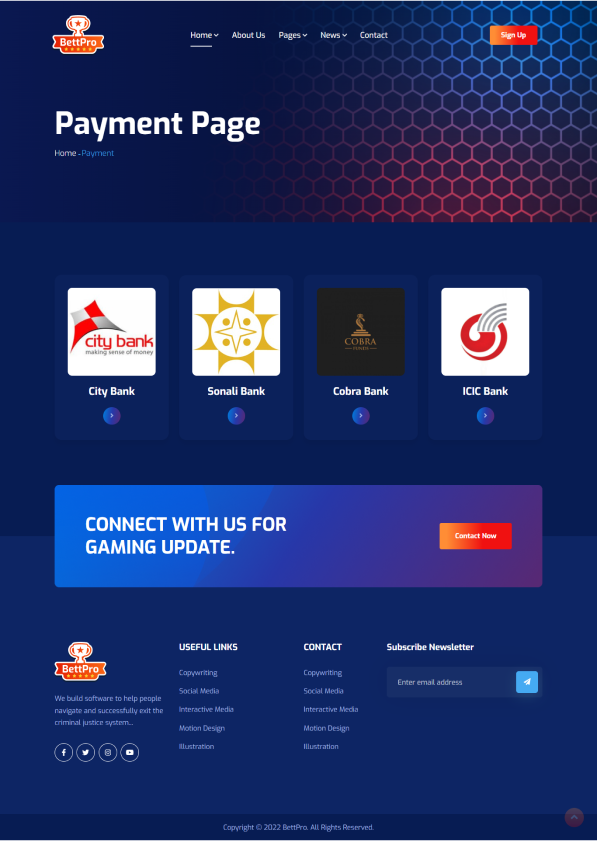 BettPro
Home
About Us
Pages
News
Contact
Sign Up
Payment Page
Home - Payment
city bank
making sense of money
COBRA
City Bank
Sonali Bank
Cobra Bank
ICIC Bank
CONNECT WITH US FOR
GAMING UPDATE.
Contact Now
BettPro
We build software to help people
navigate and successfully exit the
criminal justice system...
USEFUL LINKS
Copywriting
Social Media
Interactive Media
Motion Design
Illustration
CONTACT
Copywriting
Social Media
Interactive Media
Motion Design
Illustration
Subscribe Newsletter
Enter email address
Copyright © 2022 BettPro. All Rights Reserved.